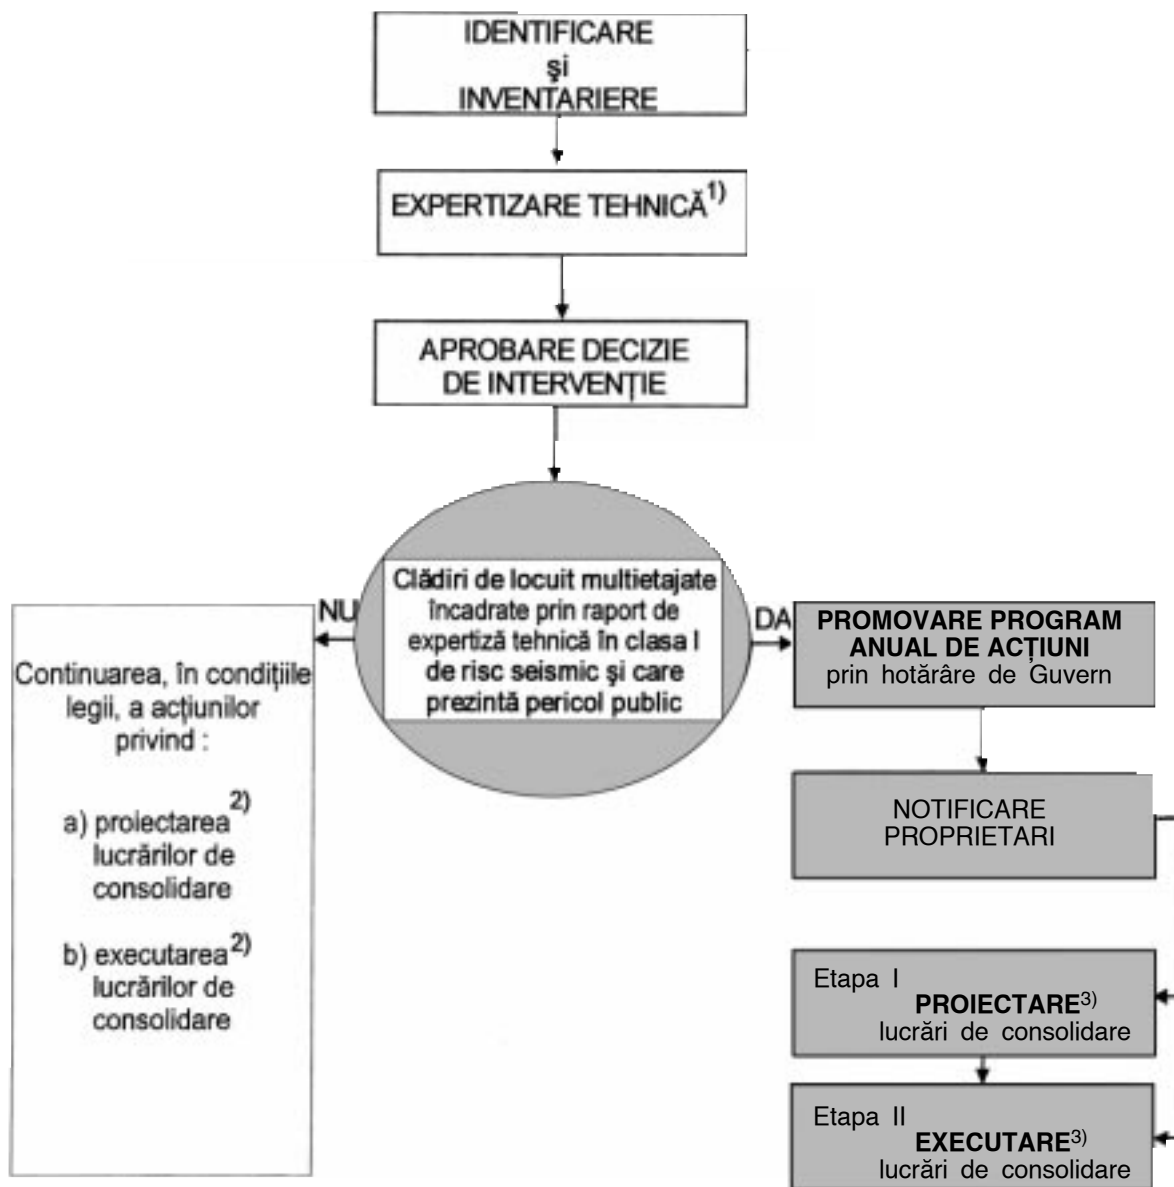 IDENTIFICARE
și
INVENTARIERE
EXPERTIZARE TEHNICĂ1)
APROBARE DECIZIE
DE INTERVENȚIE
Clădiri de locuit multietajate
încadrate prin raport de
expertiză tehnică în clasa I
de risc seismic și care
prezintă pericol public
NU
DA
Continuarea, în condițiile
legii, a acțiunilor
privind :
a) proiectarea2)
lucrărilor de
consolidare
b) executarea2)
lucrărilor de
consolidare
PROMOVARE PROGRAM
ANUAL DE ACȚIUNI
prin hotărâre de Guvern
NOTIFICARE
PROPRIETARI
Etapa I
PROIECTARE3)
lucrări de consolidare
Etapa II
EXECUTARE3)
lucrări de consolidare